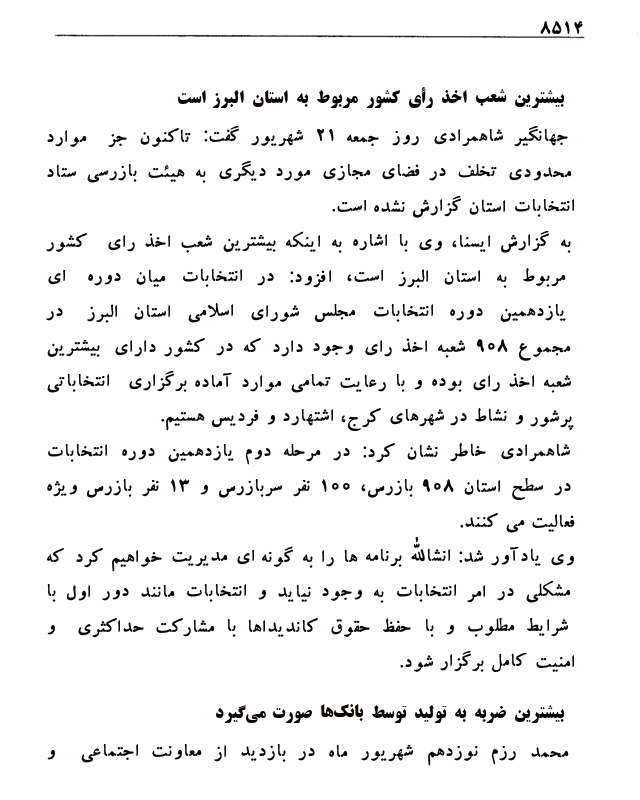 ۸۵۱۴
بیشترین شعب اخذ رأی کشور مربوط به استان البرز است
جهانگیر شاهمرادی روز جمعه ۲۱ شهریور گفت: تاکنون جز موارد
محدودی تخلف در فضای مجازی مورد دیگری به هیئت بازرسی ستاد
انتخابات استان گزارش نشده است.
به گزارش ایسنا، وی با اشاره به اینکه بیشترین شعب اخذ رای کشور
مربوط به استان البرز است، افزود: در انتخابات میان دوره ای
یازدهمین دوره انتخابات مجلس شورای اسلامی استان البرز در
مجموع ۹۰۸ شعبه اخذ رای وجود دارد که در کشور دارای بیشترین
شعبه اخذ رای بوده و با رعایت تمامی موارد آماده برگزاری انتخاباتی
پرشور و نشاط در شهرهای کرج، اشتهارد و فردیس هستیم.
شاهمرادی خاطر نشان کرد: در مرحله دوم یازدهمین دوره انتخابات
در سطح استان ۹۰۸ بازرس، ۱۰۰ نفر سربازرس و ۱۳ نفر بازرس ویژه
فعالیت می کنند.
وی یادآور شد: انشالله برنامه ها را به گونه ای مدیریت خواهیم کرد که
مشکلی در امر انتخابات به وجود نیاید و انتخابات مانند دور اول با
شرایط مطلوب و با حفظ حقوق کاندیداها با مشارکت حداکثری و
امنیت کامل برگزار شود.
بیشترین ضربه به تولید توسط بانک‌ها صورت می‌گیرد
محمد رزم نوزدهم شهریور ماه در بازدید از معاونت اجتماعی و